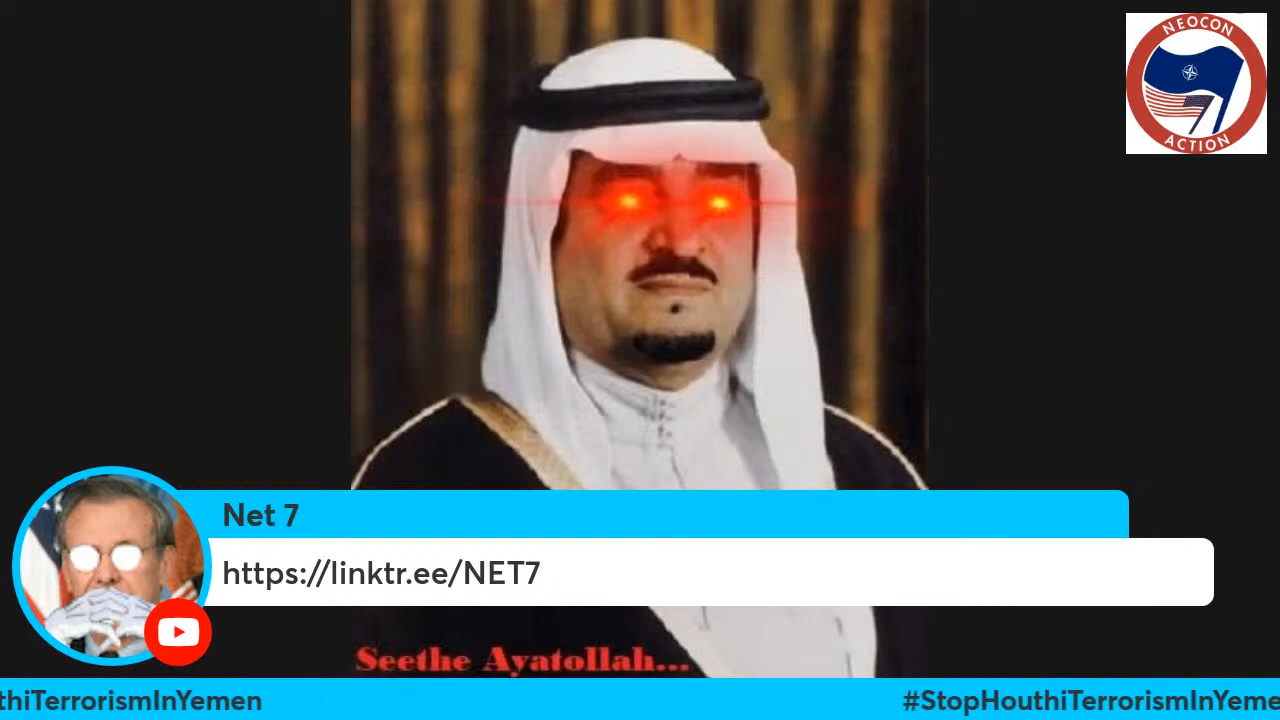 NEOCON
ACTION
Net 7
https://linktr.ee/NET7
Seethe Ayatollah...
thiTerrorismInYemen
#StopHouthiTerrorismInYeme